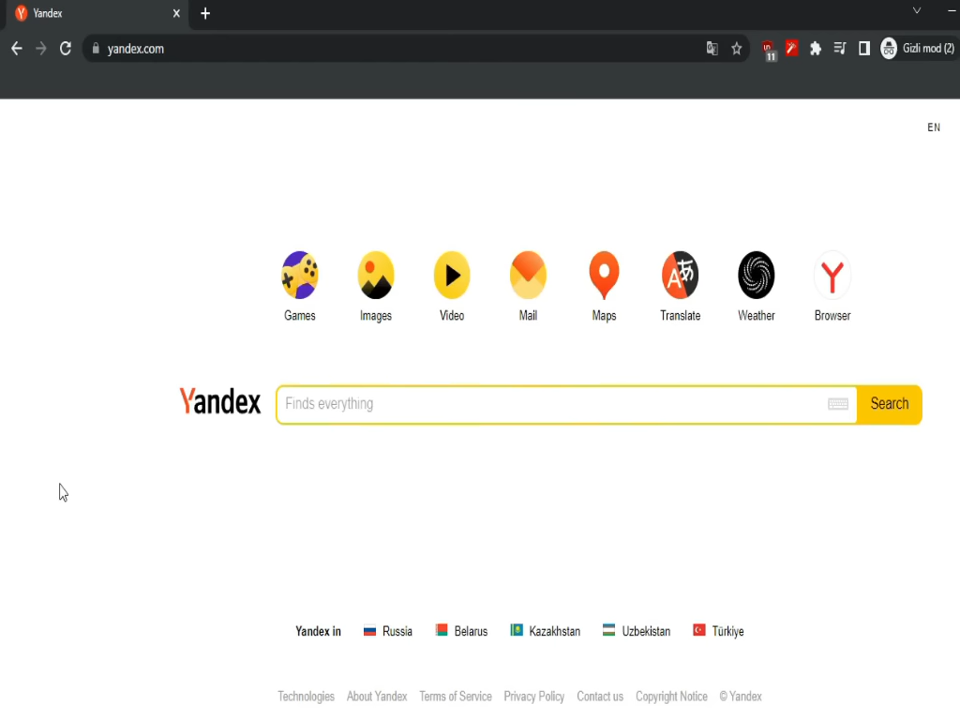 Yandex
yandex.com
11
Gizli mod (2)
EN
Games Images Video Mail Maps Translate Weather Browser
Yandex Finds everything Search
Yandex in Russia Belarus Kazakhstan Uzbekistan Türkiye
Technologies About Yandex Terms of Service Privacy Policy Contact us Copyright Notice © Yandex